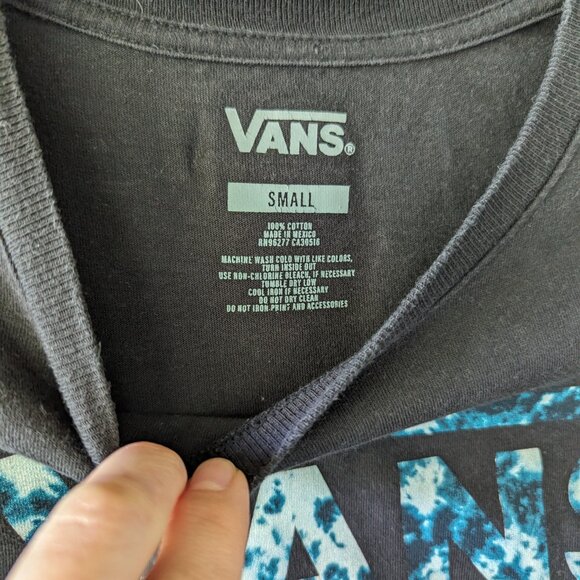 VANS®
SMALL
100% COTTON
MADE IN MEXICO
RN96277 CA30516
MACHINE WASH COLD WITH LIKE COLORS,
TURN INSIDE OUT
USE NON-CHLORINE BLEACH, IF NECESSARY
TUMBLE DRY LOW
COOL IRON IF NECESSARY
DO NOT DRY CLEAN
DO NOT IRON-PRINT AND ACCESSORIES
VANS